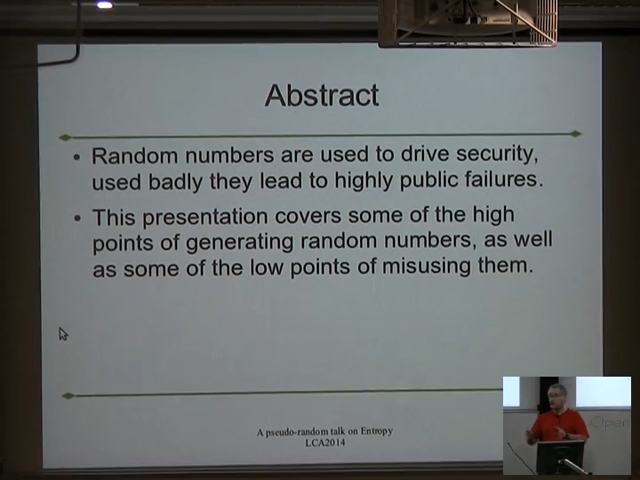 Abstract
• Random numbers are used to drive security,
used badly they lead to highly public failures.
• This presentation covers some of the high
points of generating random numbers, as well
as some of the low points of misusing them.
A pseudo-random talk on Entropy
LCA2014
Open